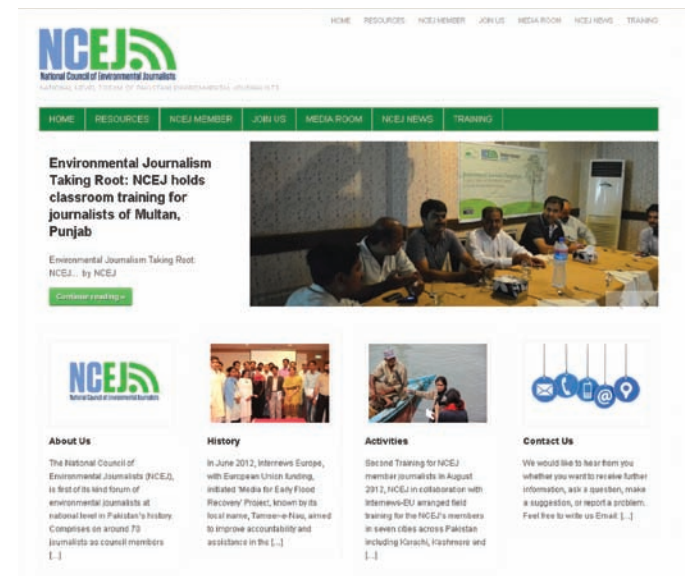 HOME RESOURCES NCEJ MEMBER JOIN US MEDIA ROOM NCEJ NEWS TRAINING
NCEJ
National Council of Environmental Journalists
NATIONAL LEVEL FORUM OF PAKISTANI ENVIRONMENTAL JOURNALISTS
HOME RESOURCES NCEJ MEMBER JOIN US MEDIA ROOM NCEJ NEWS TRAINING
Environmental Journalism
Taking Root: NCEJ holds
classroom training for
journalists of Multan,
Punjab
Environmental Journalism Taking Root:
NCEJ... by NCEJ
Continue reading »
NCEJ
National Council of Environmental Journalists
About Us
The National Council of
Environmental Journalists (NCEJ),
is first of its kind forum of
environmental journalists at
national level in Pakistan's history.
Comprises on around 70
journalists as council members
[...]
History
In June 2012, Internews Europe,
with European Union funding,
initiated 'Media for Early Flood
Recovery' Project, known by its
local name, Tameer-e-Nau, aimed
to improve accountability and
assistance in the [...]
Activities
Second Training for NCEJ
member journalists in August
2012, NCEJ in collaboration with
Internews-EU arranged field
training for the NCEJ's members
in seven cities across Pakistan
including Karachi, Kashmore and
[...]
Contact Us
We would like to hear from you
whether you want to receive further
information, ask a question, make
a suggestion, or report a problem.
Feel free to write us Email: [...]